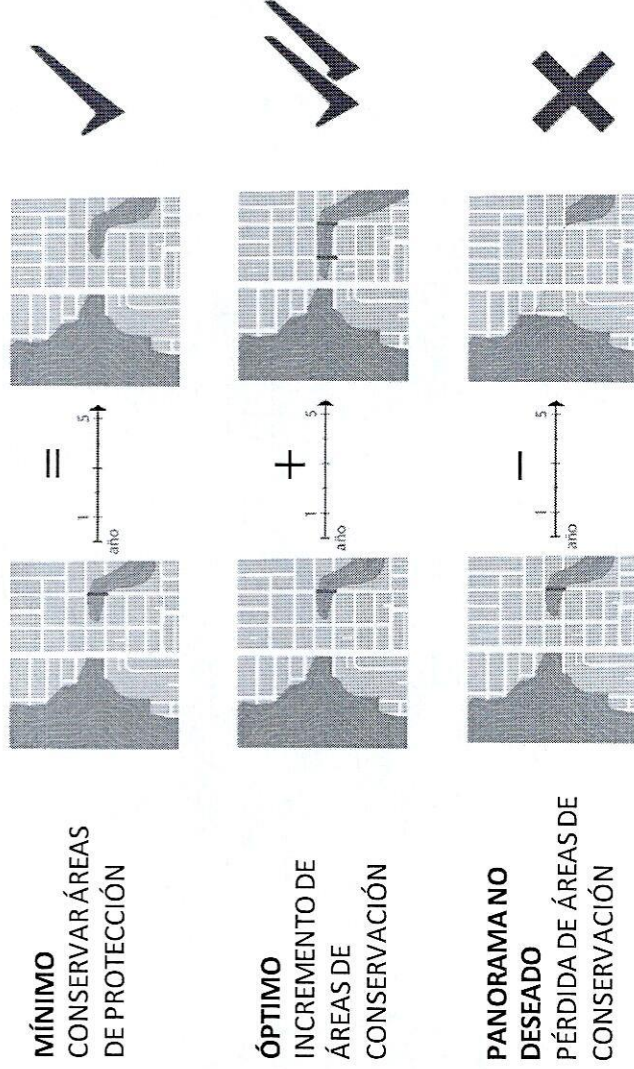 MÍNIMO
CONSERVAR ÁREAS
DE PROTECCIÓN
=
año
1
5
ÓPTIMO
INCREMENTO DE
ÁREAS DE
CONSERVACIÓN
+
año
1
5
PANORAMA NO
DESEADO
PÉRDIDA DE ÁREAS DE
CONSERVACIÓN
−
año
1
5